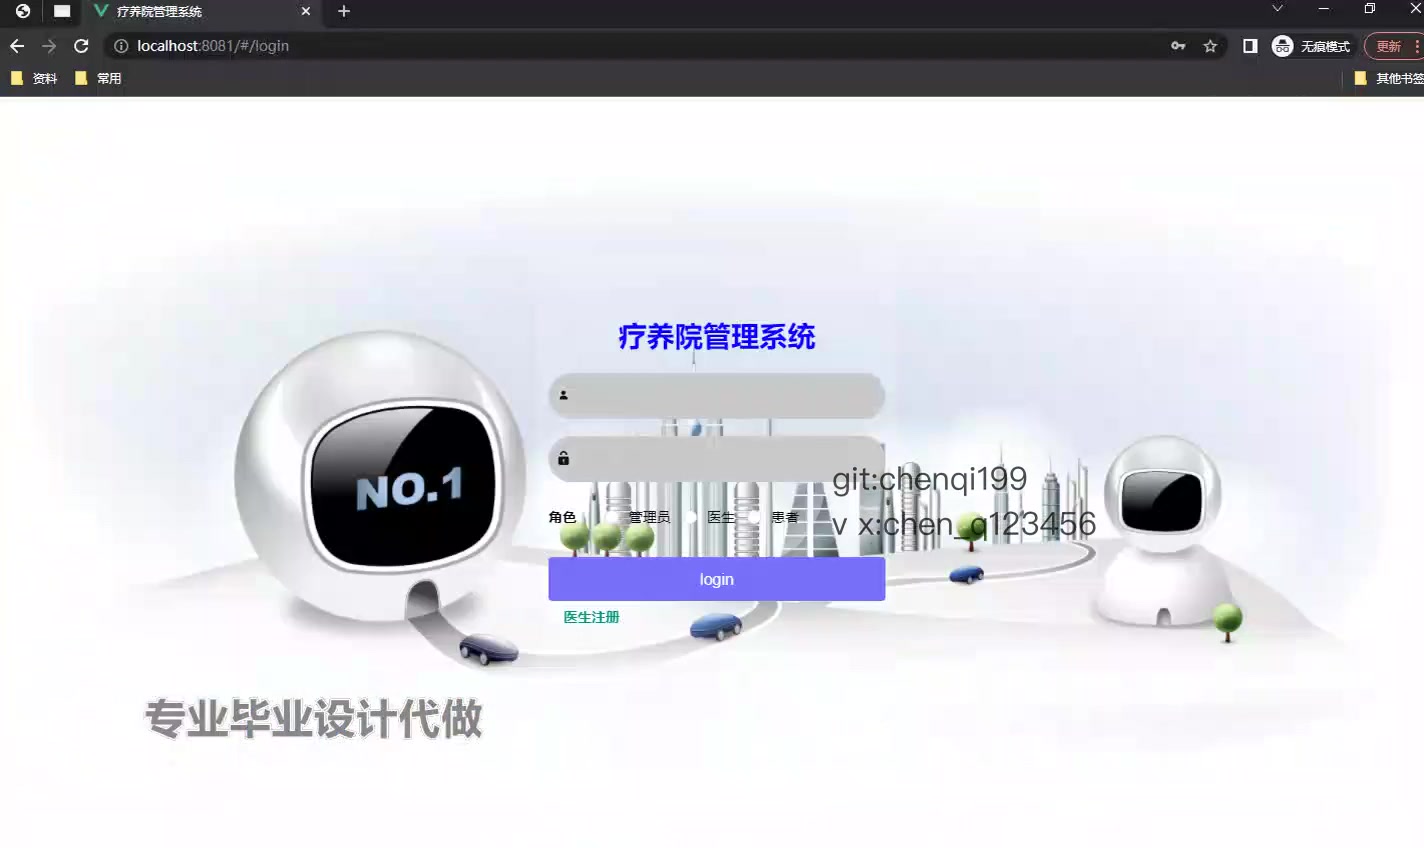 疗养院管理系统
localhost:8081/#/login
无痕模式
更新
资料
常用
其他书签
疗养院管理系统
NO.1
git:chenqi199
角色 管理员 医生 患者
v x:chen_q123456
login
医生注册
专业毕业设计代做